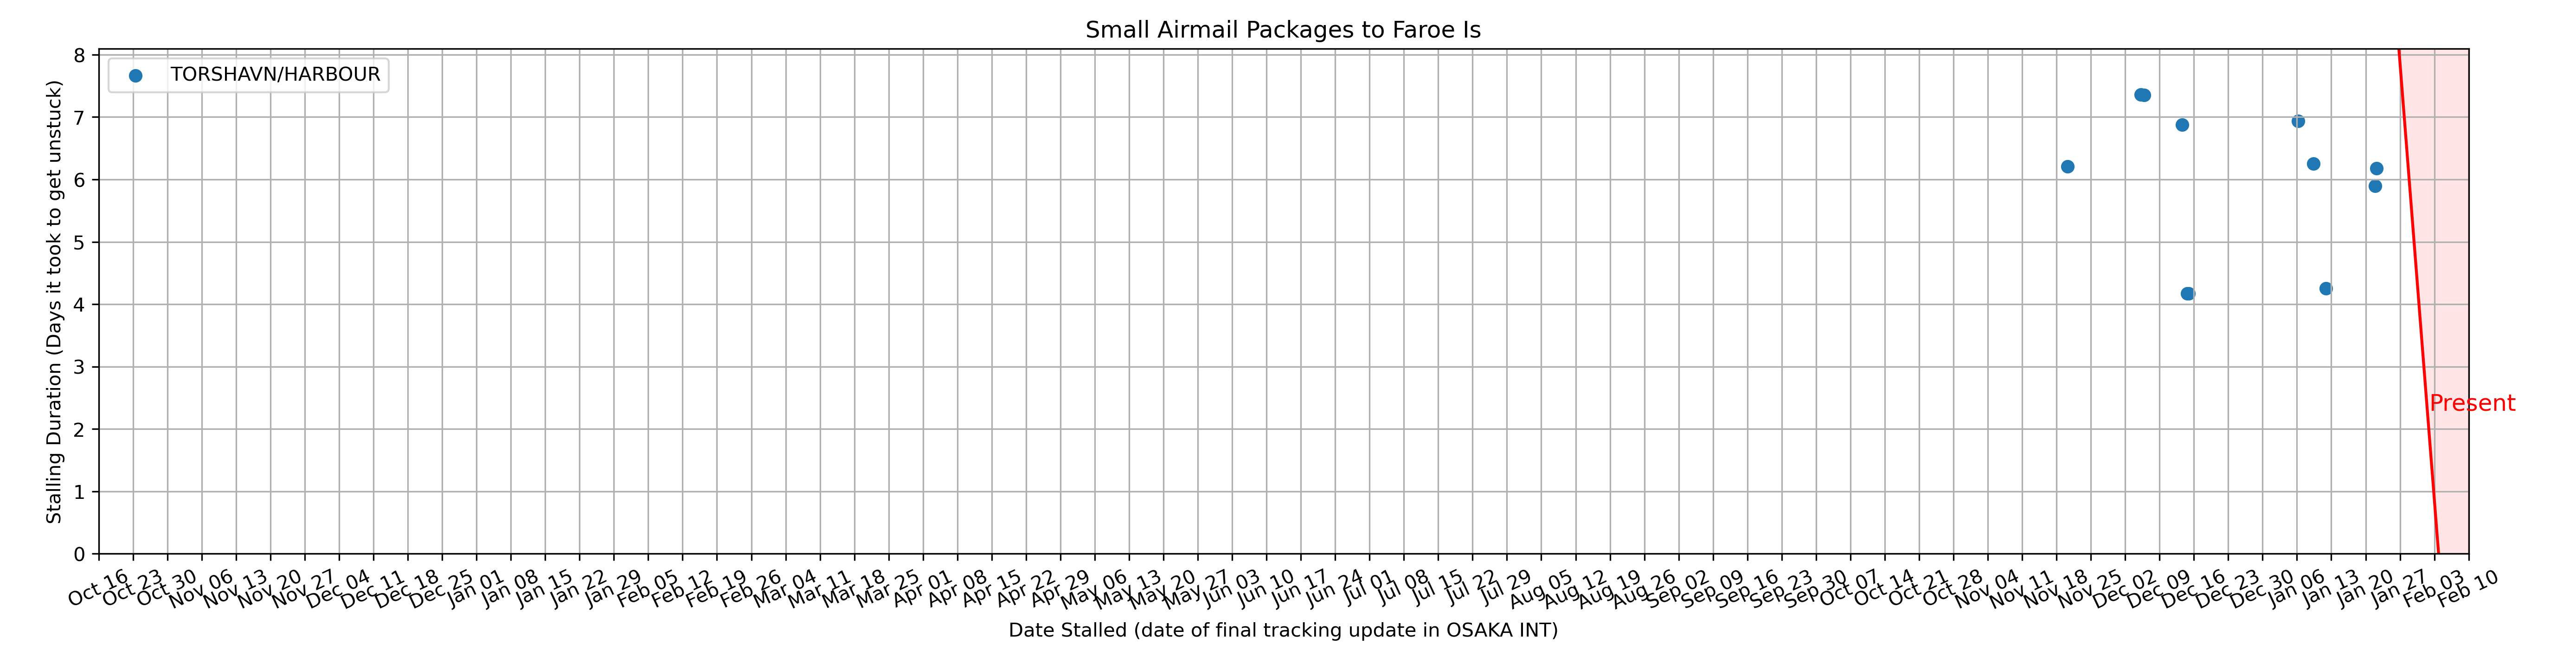 Small Airmail Packages to Faroe Is
TORSHAVN/HARBOUR
Stalling Duration (Days it took to get unstuck)
8
7
6
5
4
3
2
1
0
Present
Oct 16 Oct 23 Oct 30 Nov 06 Nov 13 Nov 20 Nov 27 Dec 04 Dec 11 Dec 18 Dec 25 Jan 01 Jan 08 Jan 15 Jan 22 Jan 29 Feb 05 Feb 12 Feb 19 Feb 26 Mar 04 Mar 11 Mar 18 Mar 25 Apr 01 Apr 08 Apr 15 Apr 22 Apr 29 May 06 May 13 May 20 May 27 Jun 03 Jun 10 Jun 17 Jun 24 Jul 01 Jul 08 Jul 15 Jul 22 Jul 29 Aug 05 Aug 12 Aug 19 Aug 26 Sep 02 Sep 09 Sep 16 Sep 23 Sep 30 Oct 07 Oct 14 Oct 21 Oct 28 Nov 04 Nov 11 Nov 18 Nov 25 Dec 02 Dec 09 Dec 16 Dec 23 Dec 30 Jan 06 Jan 13 Jan 20 Jan 27 Feb 03 Feb 10
Date Stalled (date of final tracking update in OSAKA INT)